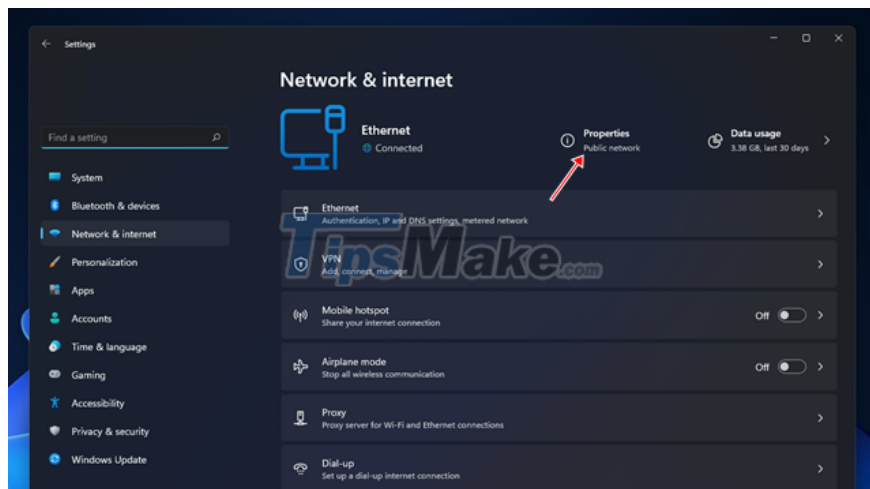 Settings
Network & internet
Find a setting
Ethernet
Connected
Properties
Public network
Data usage
3.38 GB, last 30 days
System
Bluetooth & devices
Network & internet
Personalization
Apps
Accounts
Time & language
Gaming
Accessibility
Privacy & security
Windows Update
Ethernet
Authentication, IP and DNS settings, metered network
VPN
Add, connect, manage
TipsMake.com
Mobile hotspot
Share your internet connection
Off
Airplane mode
Stop all wireless communication
Off
Proxy
Proxy server for Wi-Fi and Ethernet connections
Dial-up
Set up a dial-up internet connection